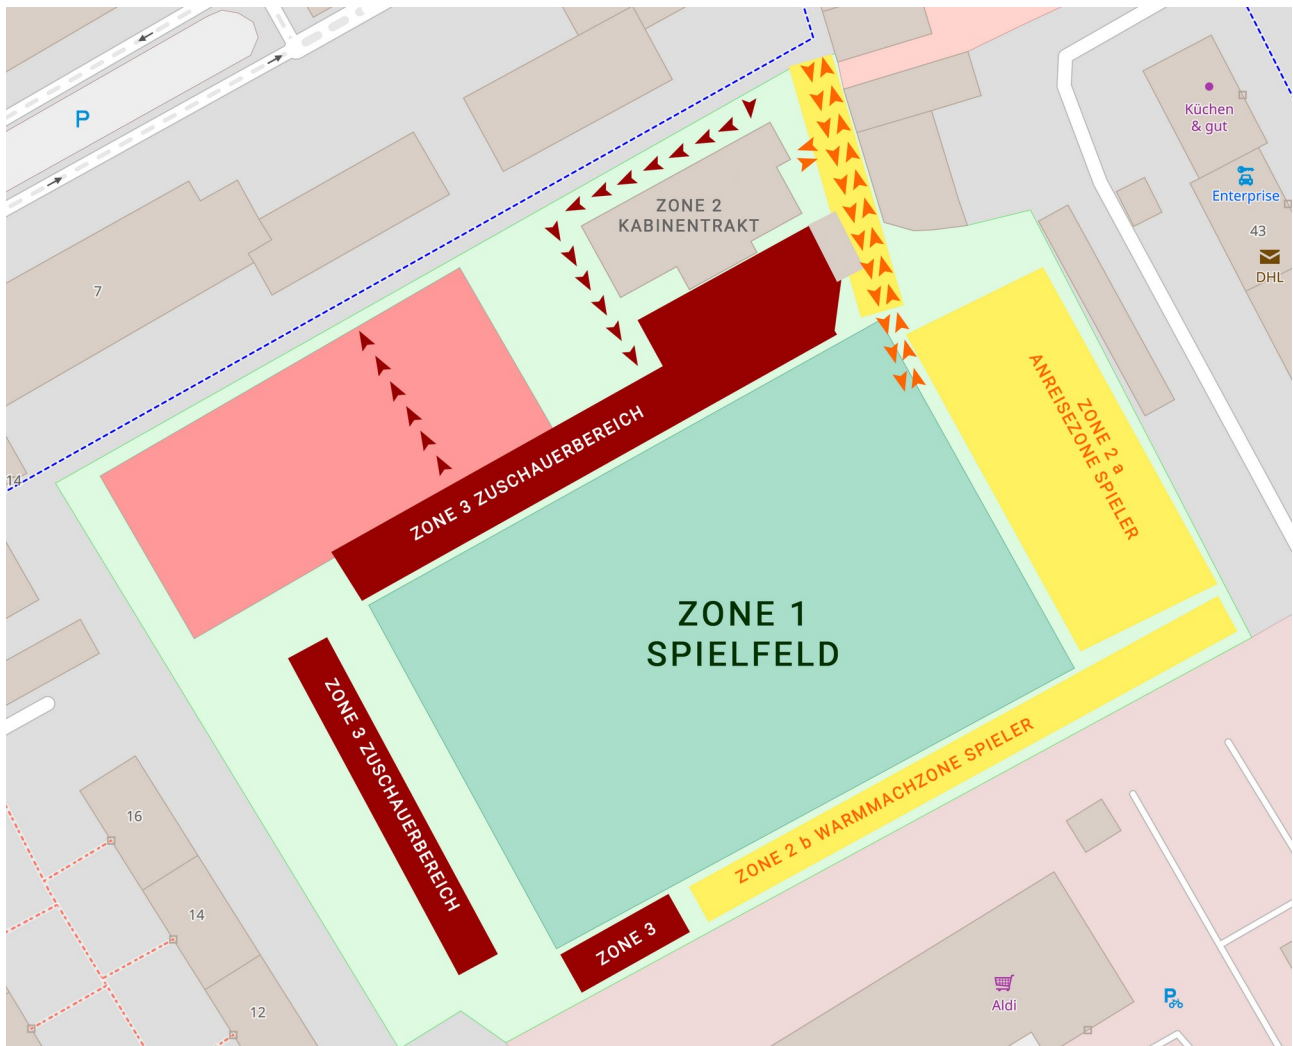 P
Küchen
& gut
Enterprise
43
DHL
ZONE 2
KABINENTRAKT
7
14
ZONE 3 ZUSCHAUERBEREICH
ZONE 2 a
ANREISEZONE SPIELER
ZONE 1
SPIELFELD
ZONE 3 ZUSCHAUERBEREICH
ZONE 2 b WARMMACHZONE SPIELER
16
14
ZONE 3
12
Aldi
P